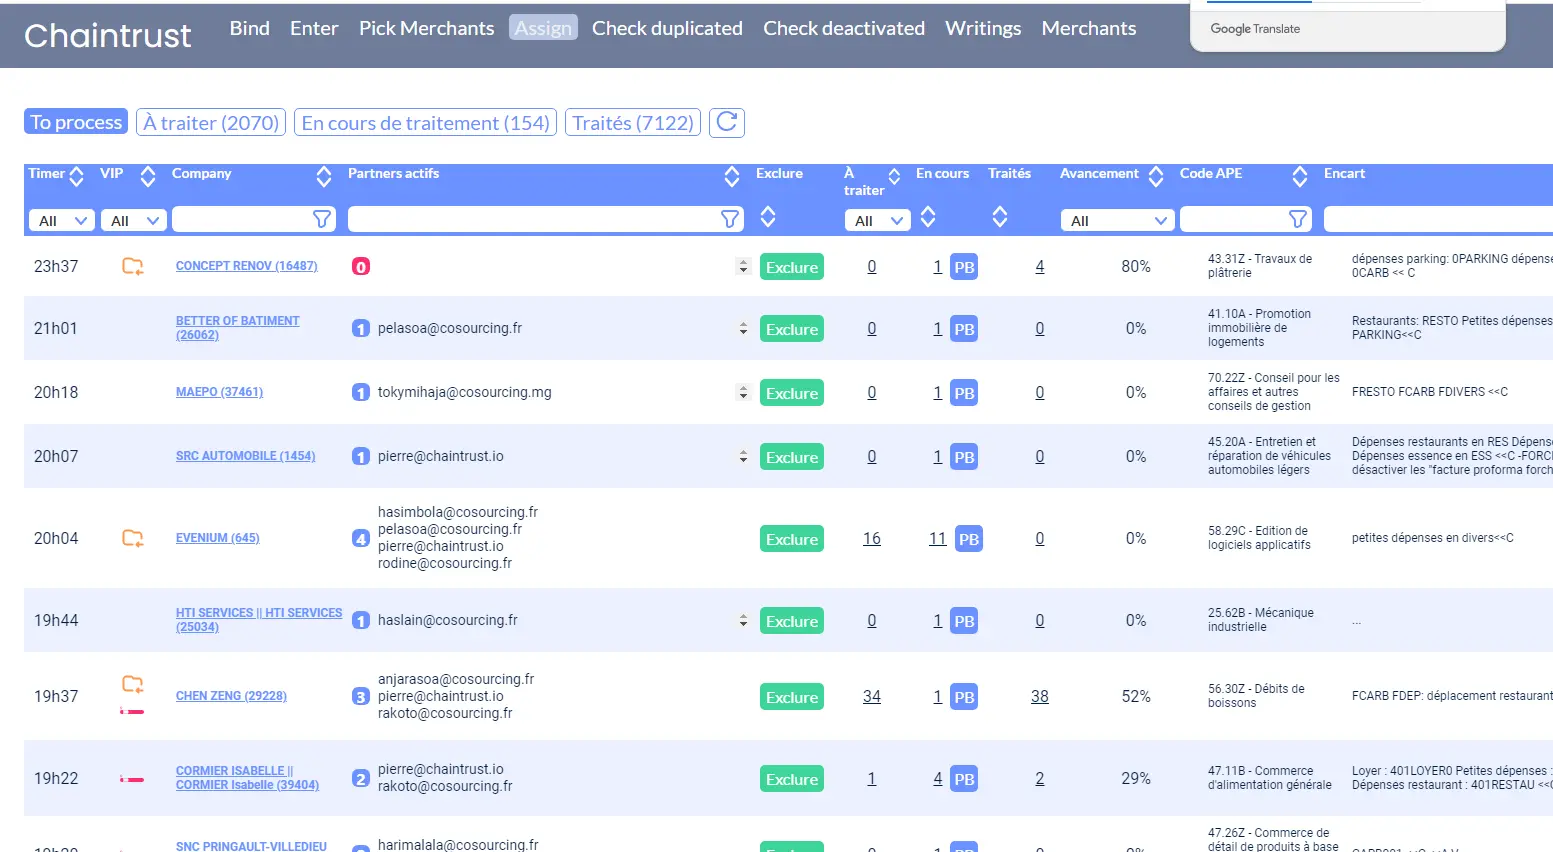 Chaintrust Bind Enter Pick Merchants Assign Check duplicated Check deactivated Writings Merchants
Google Translate
To process À traiter (2070) En cours de traitement (154) Traités (7122)
Timer VIP Company Partners actifs Exclure À traiter En cours Traités Avancement Code APE Encart
All All All All
23h37 CONCEPT RENOV (16487) 0 Exclure 0 1 PB 4 80% 43.31Z - Travaux de dépenses parking: 0PARKING dépense
plâtrerie 0CARB << C
21h01 BETTER OF BATIMENT 1 pelasoa@cosourcing.fr Exclure 0 1 PB 0 0% 41.10A - Promotion Restaurants: RESTO Petites dépenses
(26062) immobilière de PARKING<<C
logements
20h18 MAEPO (37461) 1 tokymihaja@cosourcing.mg Exclure 0 1 PB 0 0% 70.22Z - Conseil pour les FRESTO FCARB FDIVERS <<C
affaires et autres
conseils de gestion
20h07 SRC AUTOMOBILE (1454) 1 pierre@chaintrust.io Exclure 0 1 PB 0 0% 45.20A - Entretien et Dépenses restaurants en RES Dépens
réparation de véhicules Dépenses essence en ESS <<C -FORC
automobiles légers désactiver les "facture proforma forch
20h04 EVENIUM (645) 4 hasimbola@cosourcing.fr Exclure 16 11 PB 0 0% 58.29C - Edition de petites dépenses en divers<<C
pelasoa@cosourcing.fr logiciels applicatifs
pierre@chaintrust.io
rodine@cosourcing.fr
19h44 HTI SERVICES || HTI SERVICES 1 haslain@cosourcing.fr Exclure 0 1 PB 0 0% 25.62B - Mécanique ...
(25034) industrielle
19h37 CHEN ZENG (29228) 3 anjarasoa@cosourcing.fr Exclure 34 1 PB 38 52% 56.30Z - Débits de FCARB FDEP: déplacement restaurant
pierre@chaintrust.io boissons
rakoto@cosourcing.fr
19h22 CORMIER ISABELLE || 2 pierre@chaintrust.io Exclure 1 4 PB 2 29% 47.11B - Commerce Loyer : 401LOYER0 Petites dépenses :
CORMIER Isabelle (39404) rakoto@cosourcing.fr d'alimentation générale Dépenses restaurant : 401RESTAU <<C
SNC PRINGAULT-VILLEDIEU harimalala@cosourcing.fr 47.26Z - Commerce de
détail de produits à base